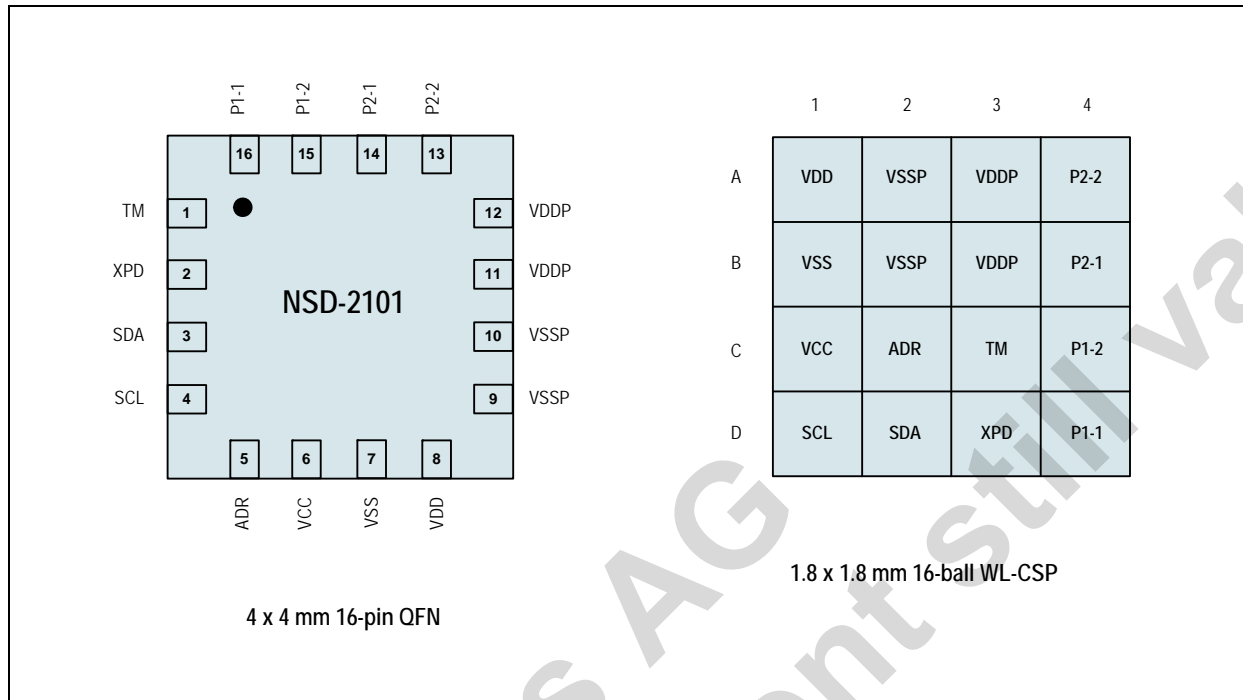 P1-1 P1-2 P2-1 P2-2
16 15 14 13
TM 1 12 VDDP
XPD 2 11 VDDP
NSD-2101
SDA 3 10 VSSP
SCL 4 9 VSSP
5 6 7 8
ADR VCC VSS VDD
4 x 4 mm 16-pin QFN
1 2 3 4
A VDD VSSP VDDP P2-2
B VSS VSSP VDDP P2-1
C VCC ADR TM P1-2
D SCL SDA XPD P1-1
1.8 x 1.8 mm 16-ball WL-CSP
AG
still